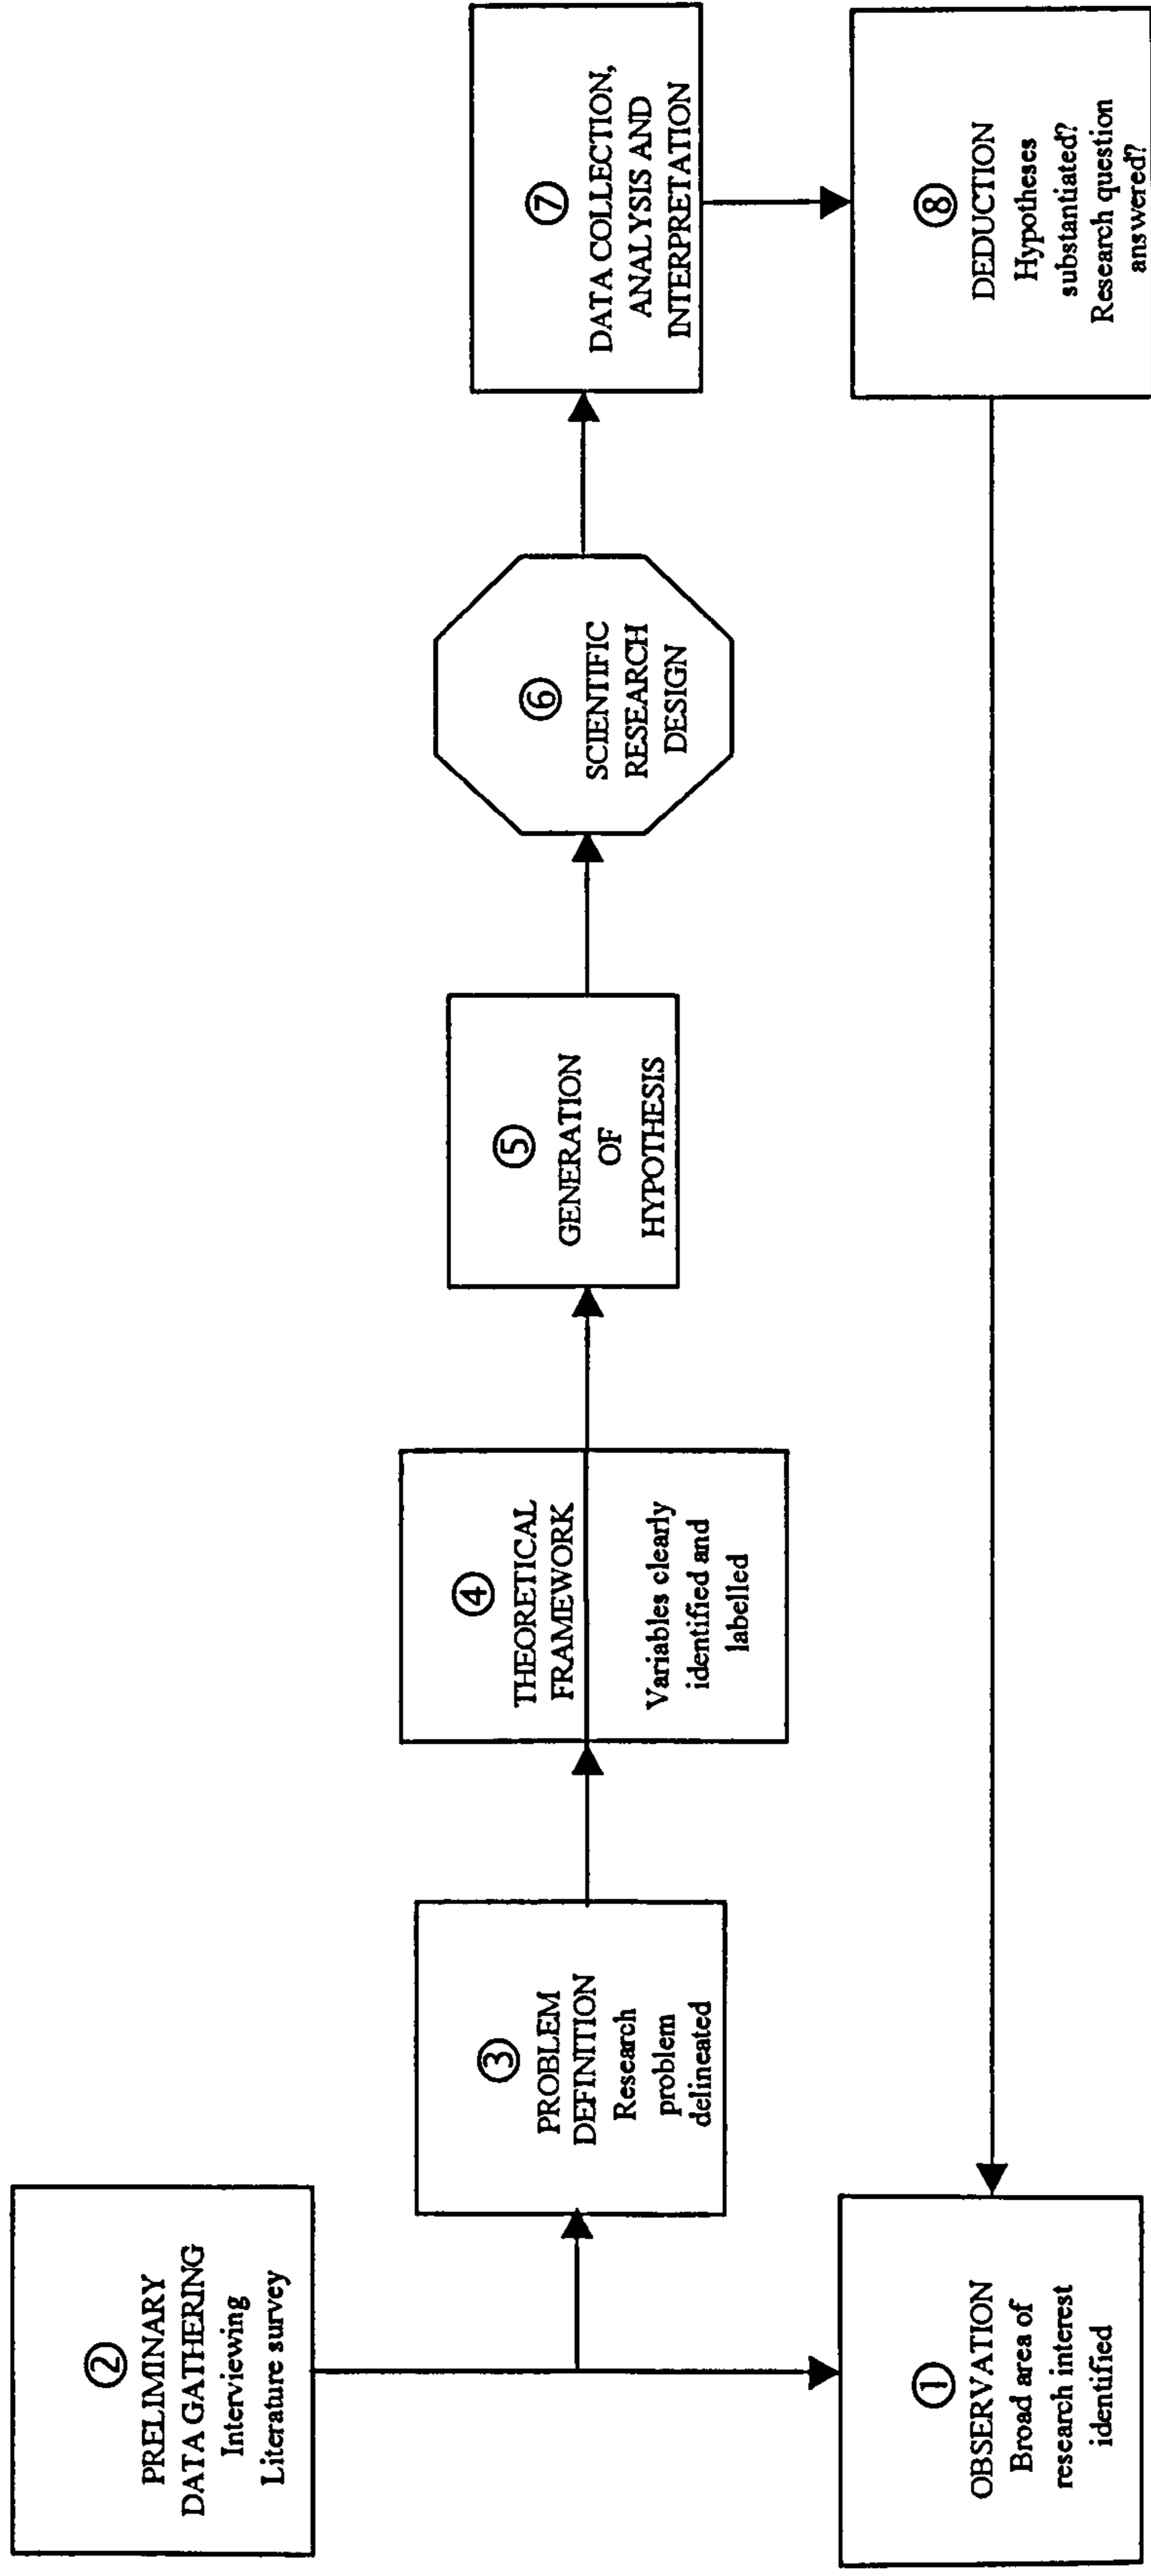 ②
PRELIMINARY
DATA GATHERING
Interviewing
Literature survey
①
OBSERVATION
Broad area of
research interest
identified
③
PROBLEM
DEFINITION
Research
problem
delineated
④
THEORETICAL
FRAMEWORK
Variables clearly
identified and
labelled
⑤
GENERATION
OF
HYPOTHESIS
⑥
SCIENTIFIC
RESEARCH
DESIGN
⑦
DATA COLLECTION,
ANALYSIS AND
INTERPRETATION
⑧
DEDUCTION
Hypotheses
substantiated?
Research question
answered?